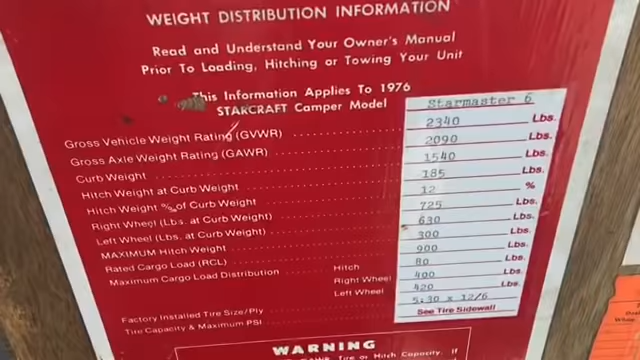 WEIGHT DISTRIBUTION INFORMATION
Read and Understand Your Owner's Manual
Prior To Loading, Hitching or Towing Your Unit
This Information Applies To 1976
STARCRAFT Camper Model Starmaster 6
Gross Vehicle Weight Rating (GVWR) 2340 Lbs.
Gross Axie Weight Rating (GAWR) 2090 Lbs.
Curb Weight 1540 Lbs.
Hitch Weight at Curb Weight 185 Lbs.
Hitch Weight % of Curb Weight 12 %
Right Wheel (Lbs. at Curb Weight) 725 Lbs.
Left Wheel (Lbs. at Curb Weight) 630 Lbs.
MAXIMUM Hitch Weight 300 Lbs.
Rated Cargo Load (RCL) 900 Lbs.
Maximum Cargo Load Distribution Hitch 80 Lbs.
Right Wheel 400 Lbs.
Left Wheel 420 Lbs.
Factory Installed Tire Size/Ply 5.30 x 12/6
Tire Capacity & Maximum PSI See Tire Sidewall
WARNING
Tire or Hitch Capacity. If